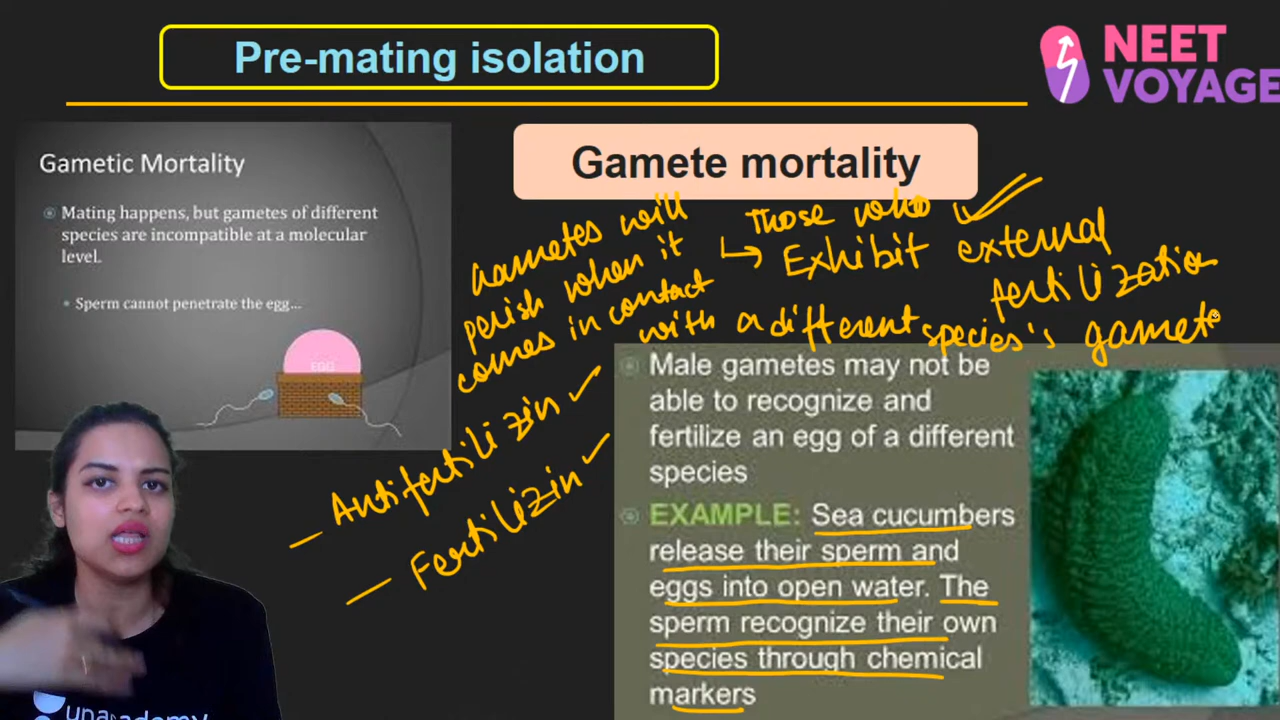 Pre-mating isolation
NEET
VOYAGE
Gametic Mortality
Mating happens, but gametes of different
species are incompatible at a molecular
level.
Sperm cannot penetrate the egg...
EGG
Gamete mortality
Gametes will
perish when it
comes in contact
with a different species's gamete
Those who
Exhibit external
fertilization
- Antifertilizin
- Fertilizin
Male gametes may not be
able to recognize and
fertilize an egg of a different
species
EXAMPLE: Sea cucumbers
release their sperm and
eggs into open water. The
sperm recognize their own
species through chemical
markers
unacademy